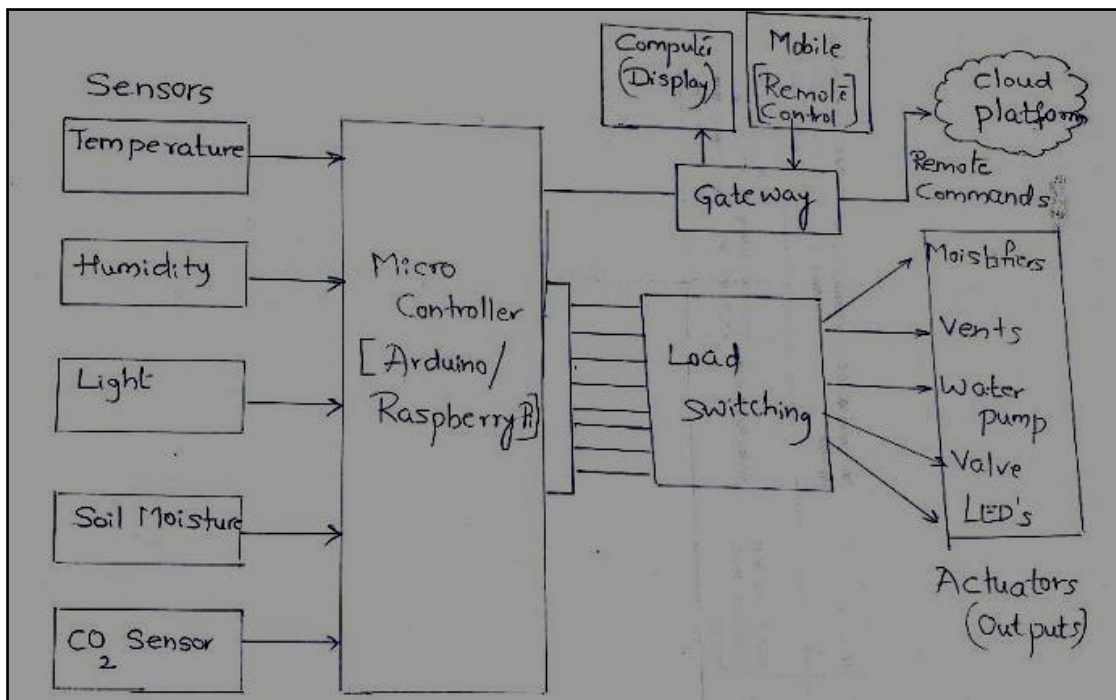 Sensors
Temperature
Humidity
Light
Soil Moisture
CO2 Sensor
Micro
Controller
[Arduino/
Raspberry Pi]
Computer
(Display)
Mobile
[Remote
Control]
Gateway
Cloud
platform
Remote
Commands
Load
Switching
Moistifiers
Vents
Water
pump
Valve
LED's
Actuators
(Outputs)